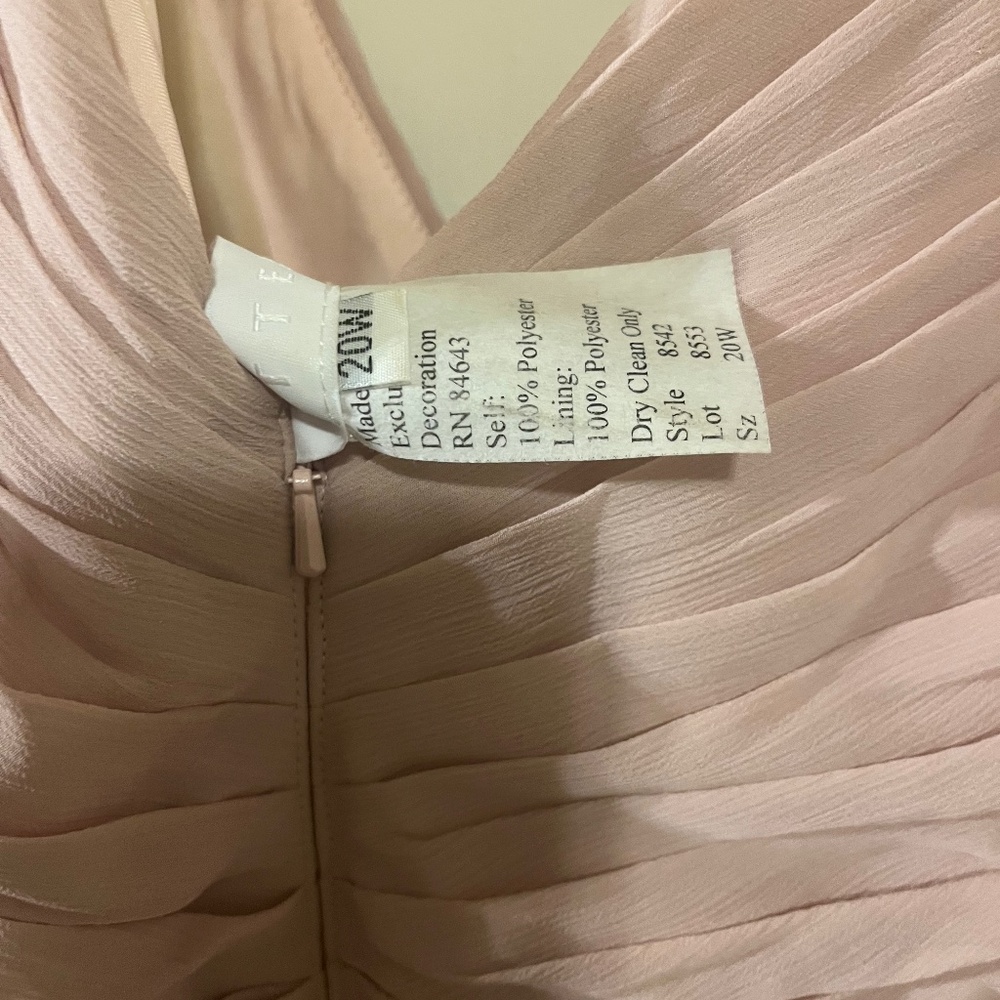 T E
20W
Made
Exclu
Decoration
RN 84643
Self:
100% Polyester
Lining:
100% Polyester
Dry Clean Only
Style 8542
Lot 8553
Sz 20W